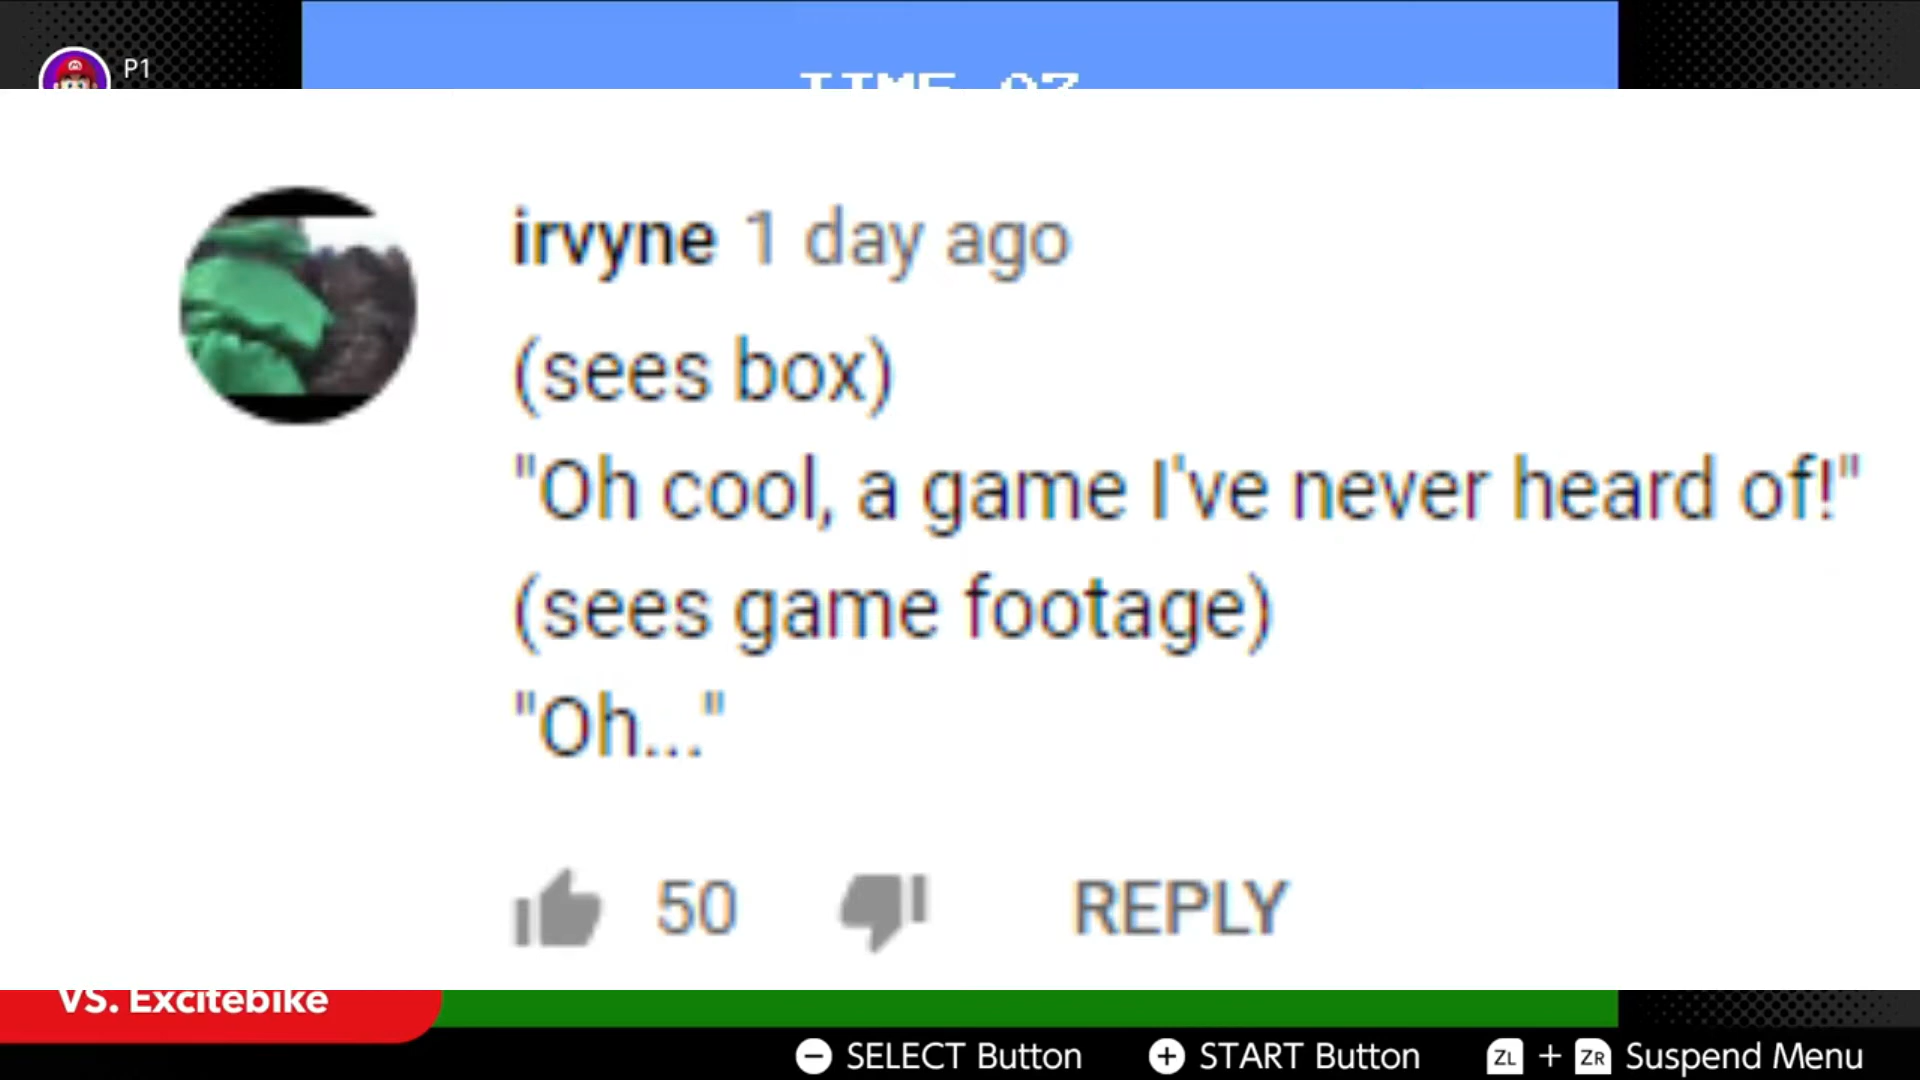 P1
irvyne 1 day ago
(sees box)
"Oh cool, a game I've never heard of!"
(sees game footage)
"Oh..."
50 REPLY
VS. Excitebike
SELECT Button START Button ZL + ZR Suspend Menu